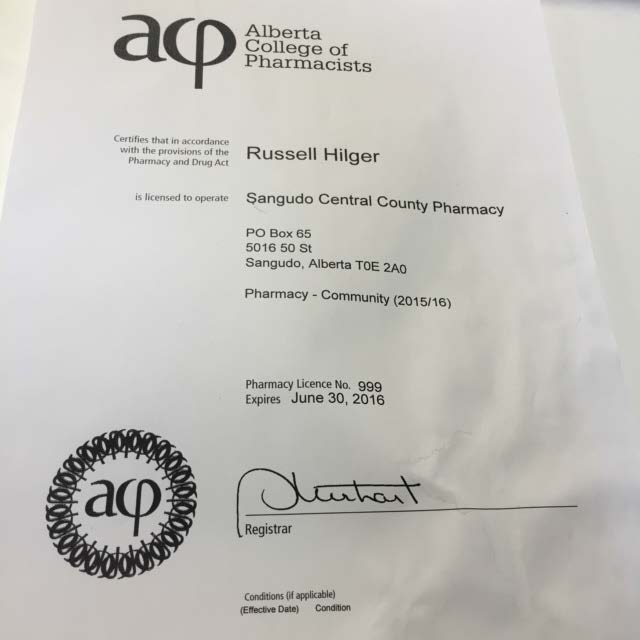 acp
Alberta
College of
Pharmacists
Certifies that in accordance
with the provisions of the
Pharmacy and Drug Act
Russell Hilger
is licensed to operate
Sangudo Central County Pharmacy
PO Box 65
5016 50 St
Sangudo, Alberta T0E 2A0
Pharmacy - Community (2015/16)
Pharmacy Licence No. 999
Expires June 30, 2016
acp
Registrar
Conditions (if applicable)
(Effective Date) Condition